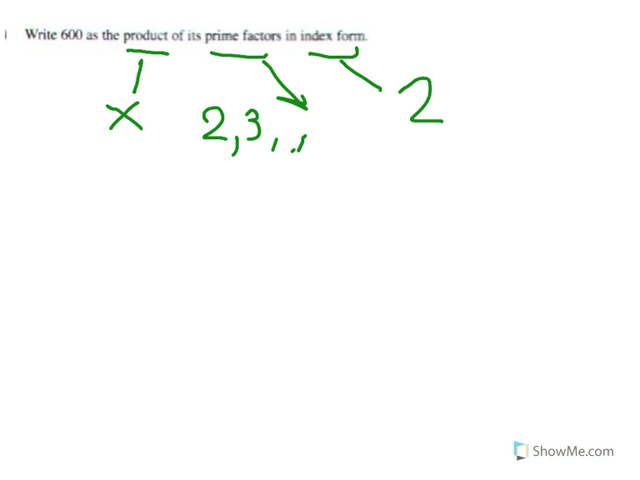 Write 600 as the product of its prime factors in index form.
× 2,3,.,. 2
ShowMe.com